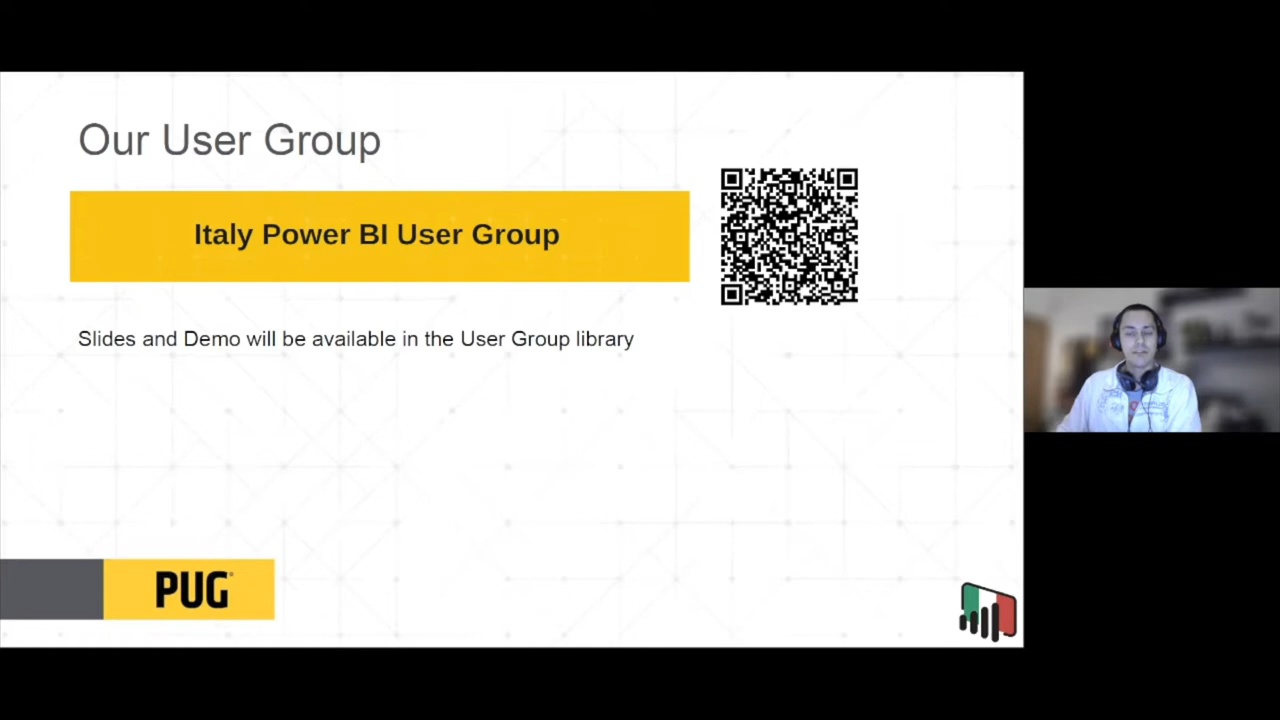 Our User Group
Italy Power BI User Group
Slides and Demo will be available in the User Group library
PUG